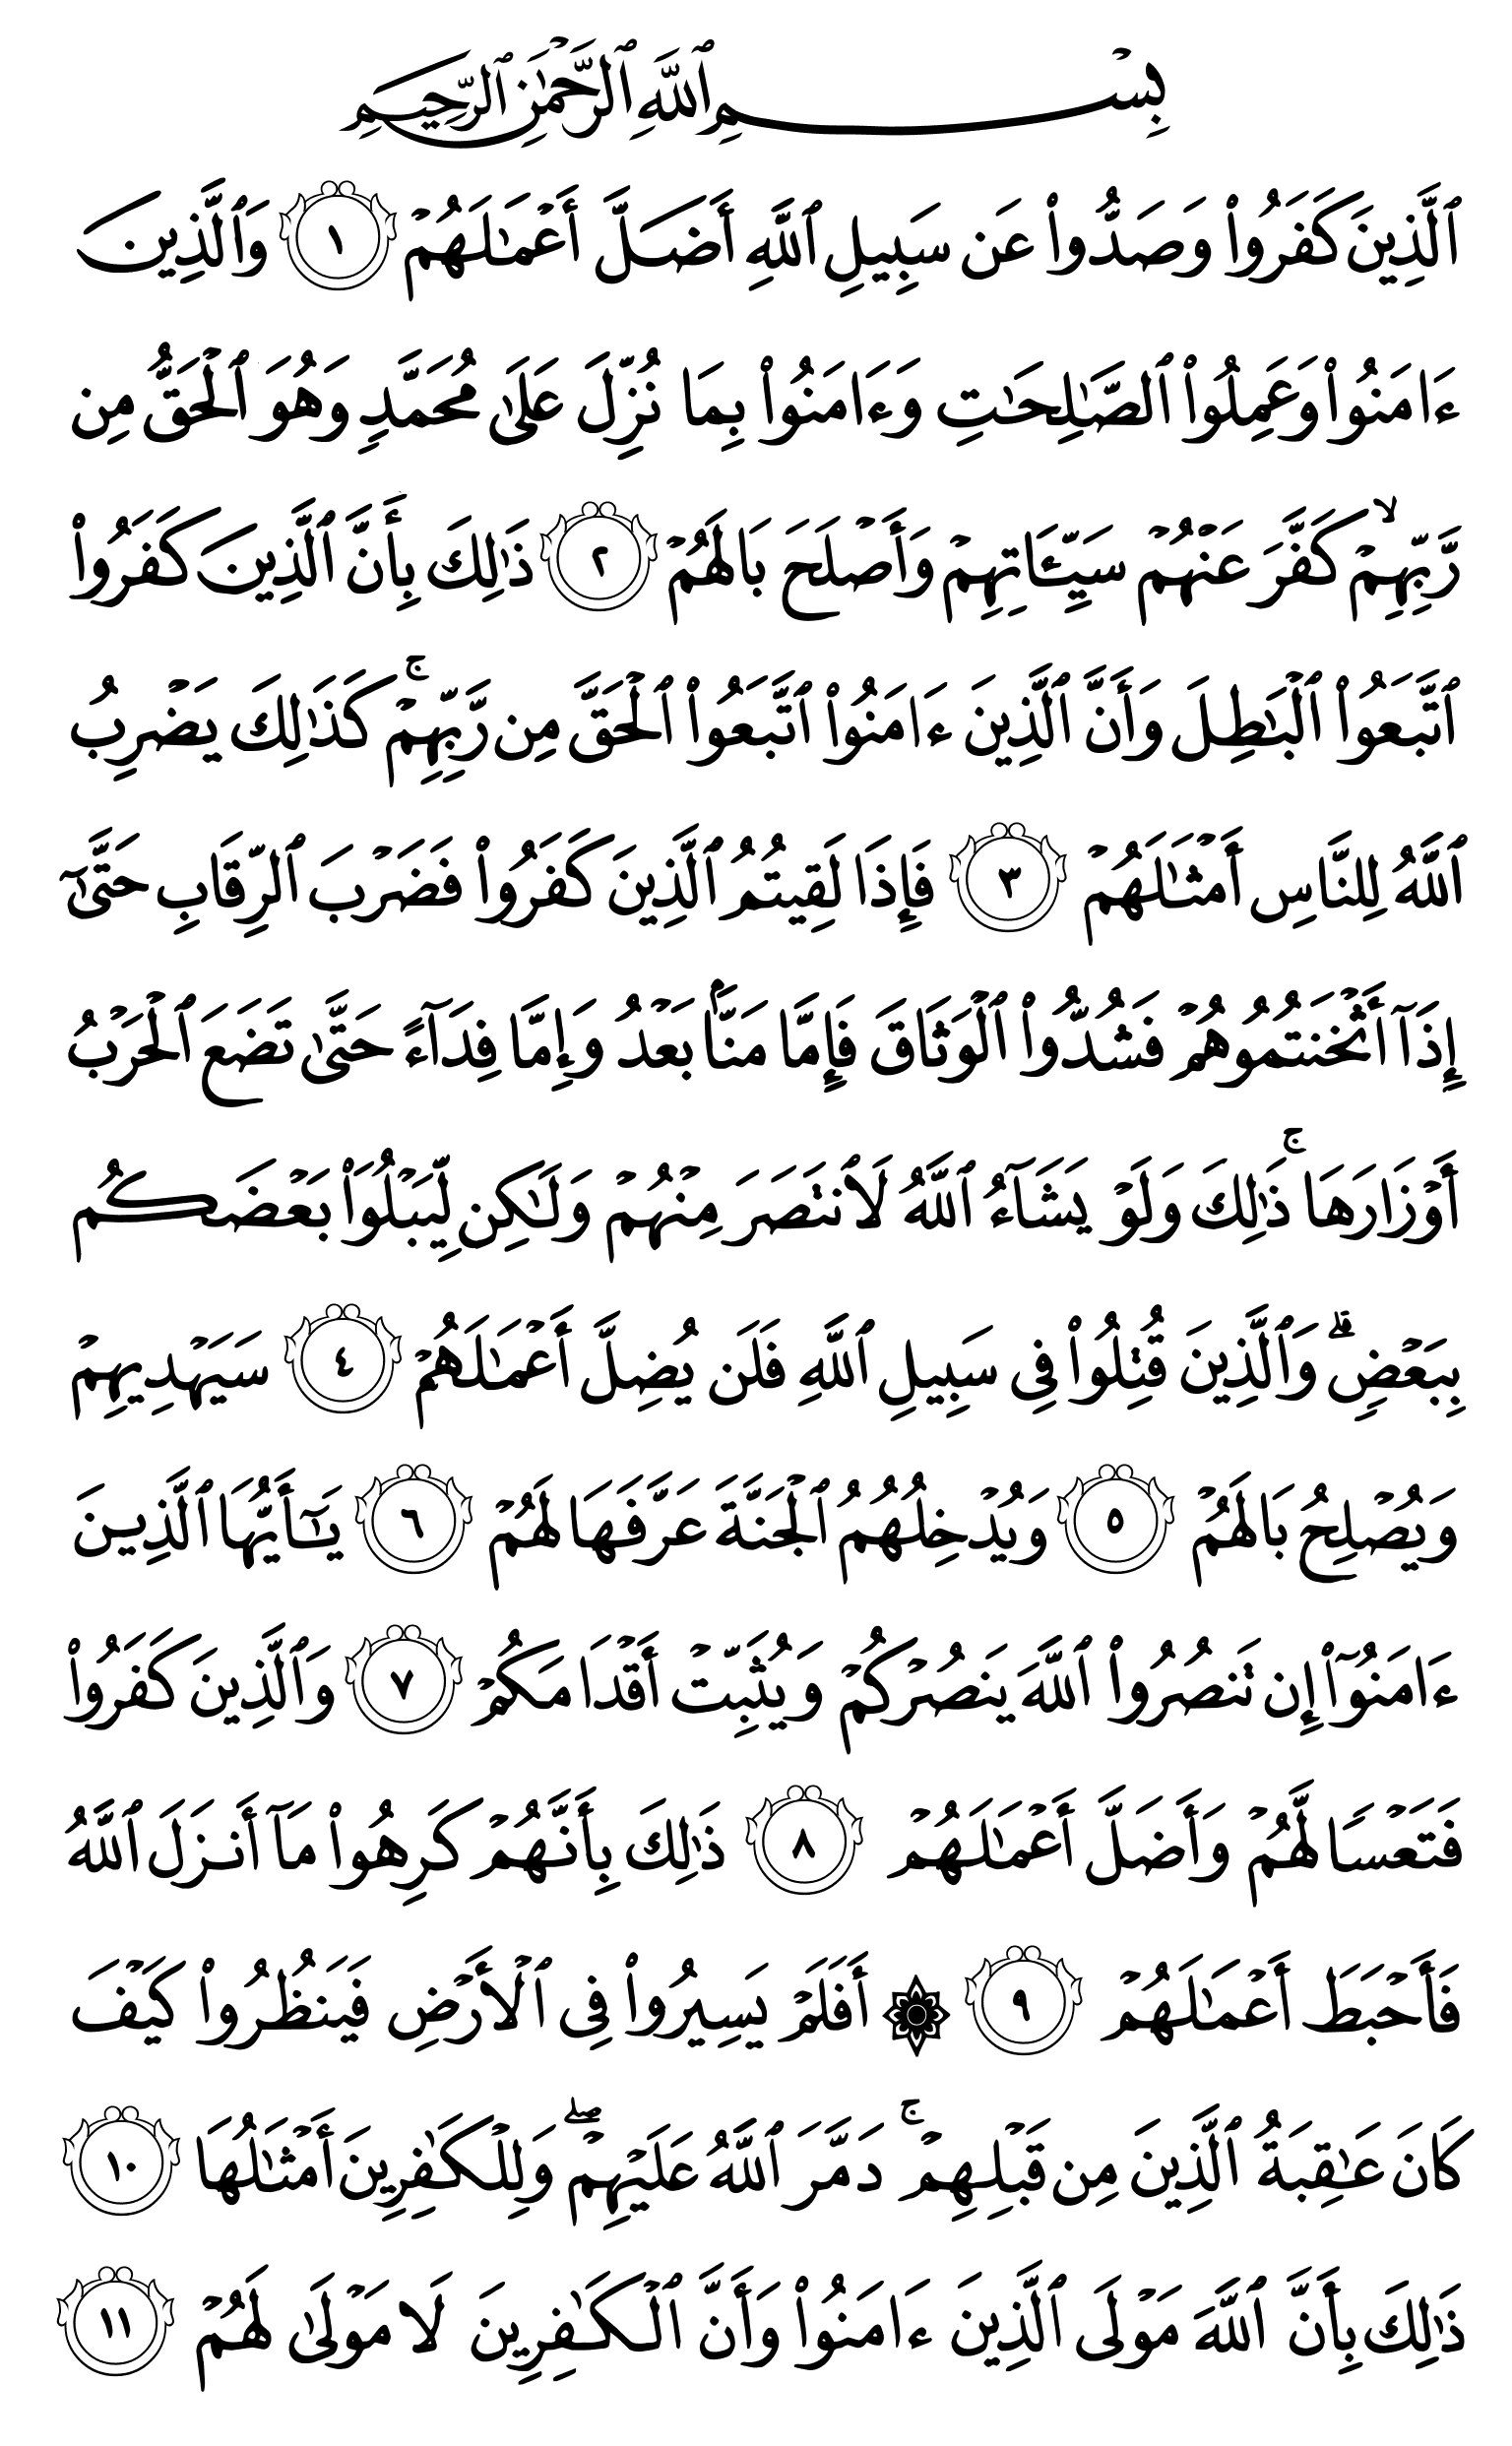 بِسْمِ ٱللَّهِ ٱلرَّحْمَٰنِ ٱلرَّحِيمِ
ٱلَّذِينَ كَفَرُوا۟ وَصَدُّوا۟ عَن سَبِيلِ ٱللَّهِ أَضَلَّ أَعْمَـٰلَهُمْ ١ وَٱلَّذِينَ
ءَامَنُوا۟ وَعَمِلُوا۟ ٱلصَّـٰلِحَـٰتِ وَءَامَنُوا۟ بِمَا نُزِّلَ عَلَىٰ مُحَمَّدٍ وَهُوَ ٱلْحَقُّ مِن
رَّبِّهِمْ ۙ كَفَّرَ عَنْهُمْ سَيِّـَٔاتِهِمْ وَأَصْلَحَ بَالَهُمْ ٢ ذَٰلِكَ بِأَنَّ ٱلَّذِينَ كَفَرُوا۟
ٱتَّبَعُوا۟ ٱلْبَـٰطِلَ وَأَنَّ ٱلَّذِينَ ءَامَنُوا۟ ٱتَّبَعُوا۟ ٱلْحَقَّ مِن رَّبِّهِمْ ۚ كَذَٰلِكَ يَضْرِبُ
ٱللَّهُ لِلنَّاسِ أَمْثَـٰلَهُمْ ٣ فَإِذَا لَقِيتُمُ ٱلَّذِينَ كَفَرُوا۟ فَضَرْبَ ٱلرِّقَابِ حَتَّىٰٓ
إِذَآ أَثْخَنتُمُوهُمْ فَشُدُّوا۟ ٱلْوَثَاقَ فَإِمَّا مَنًّۢا بَعْدُ وَإِمَّا فِدَآءً حَتَّىٰ تَضَعَ ٱلْحَرْبُ
أَوْزَارَهَا ۚ ذَٰلِكَ وَلَوْ يَشَآءُ ٱللَّهُ لَٱنتَصَرَ مِنْهُمْ وَلَـٰكِن لِّيَبْلُوَا۟ بَعْضَكُم
بِبَعْضٍ ۗ وَٱلَّذِينَ قُتِلُوا۟ فِى سَبِيلِ ٱللَّهِ فَلَن يُضِلَّ أَعْمَـٰلَهُمْ ٤ سَيَهْدِيهِمْ
وَيُصْلِحُ بَالَهُمْ ٥ وَيُدْخِلُهُمُ ٱلْجَنَّةَ عَرَّفَهَا لَهُمْ ٦ يَـٰٓأَيُّهَا ٱلَّذِينَ
ءَامَنُوٓا۟ إِن تَنصُرُوا۟ ٱللَّهَ يَنصُرْكُمْ وَيُثَبِّتْ أَقْدَامَكُمْ ٧ وَٱلَّذِينَ كَفَرُوا۟
فَتَعْسًا لَّهُمْ وَأَضَلَّ أَعْمَـٰلَهُمْ ٨ ذَٰلِكَ بِأَنَّهُمْ كَرِهُوا۟ مَآ أَنزَلَ ٱللَّهُ
فَأَحْبَطَ أَعْمَـٰلَهُمْ ٩ ۞ أَفَلَمْ يَسِيرُوا۟ فِى ٱلْأَرْضِ فَيَنظُرُوا۟ كَيْفَ
كَانَ عَـٰقِبَةُ ٱلَّذِينَ مِن قَبْلِهِمْ ۚ دَمَّرَ ٱللَّهُ عَلَيْهِمْ ۖ وَلِلْكَـٰفِرِينَ أَمْثَـٰلُهَا ١٠
ذَٰلِكَ بِأَنَّ ٱللَّهَ مَوْلَى ٱلَّذِينَ ءَامَنُوا۟ وَأَنَّ ٱلْكَـٰفِرِينَ لَا مَوْلَىٰ لَهُمْ ١١